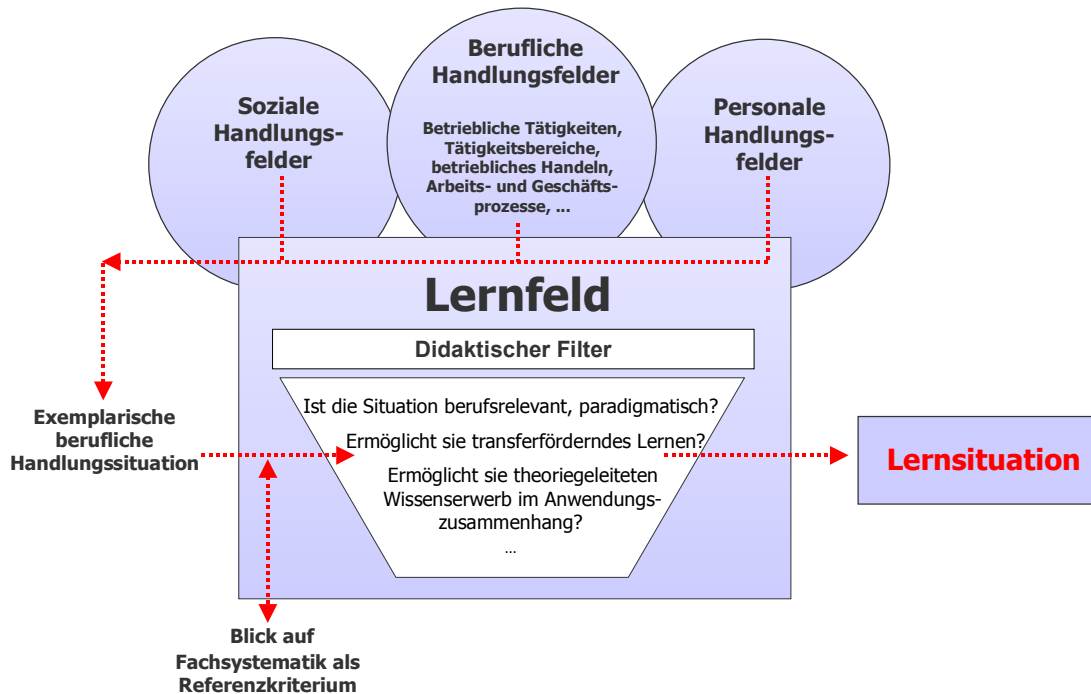 Soziale
Handlungs-
felder
Berufliche
Handlungsfelder
Betriebliche Tätigkeiten,
Tätigkeitsbereiche,
betriebliches Handeln,
Arbeits- und Geschäfts-
prozesse, ...
Personale
Handlungs-
felder
Lernfeld
Didaktischer Filter
Ist die Situation berufsrelevant, paradigmatisch?
Ermöglicht sie transferförderndes Lernen?
Ermöglicht sie theoriegeleiteten
Wissenserwerb im Anwendungs-
zusammenhang?
...
Exemplarische
berufliche
Handlungssituation
Lernsituation
Blick auf
Fachsystematik als
Referenzkriterium